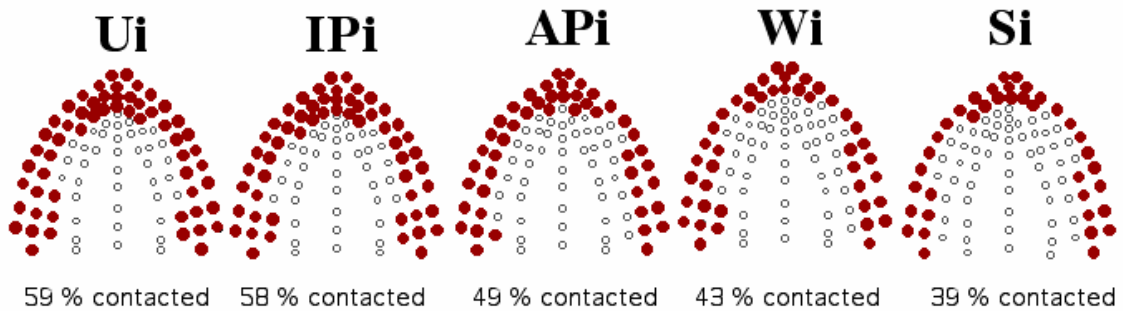 Ui IPi APi Wi Si
59 % contacted 58 % contacted 49 % contacted 43 % contacted 39 % contacted